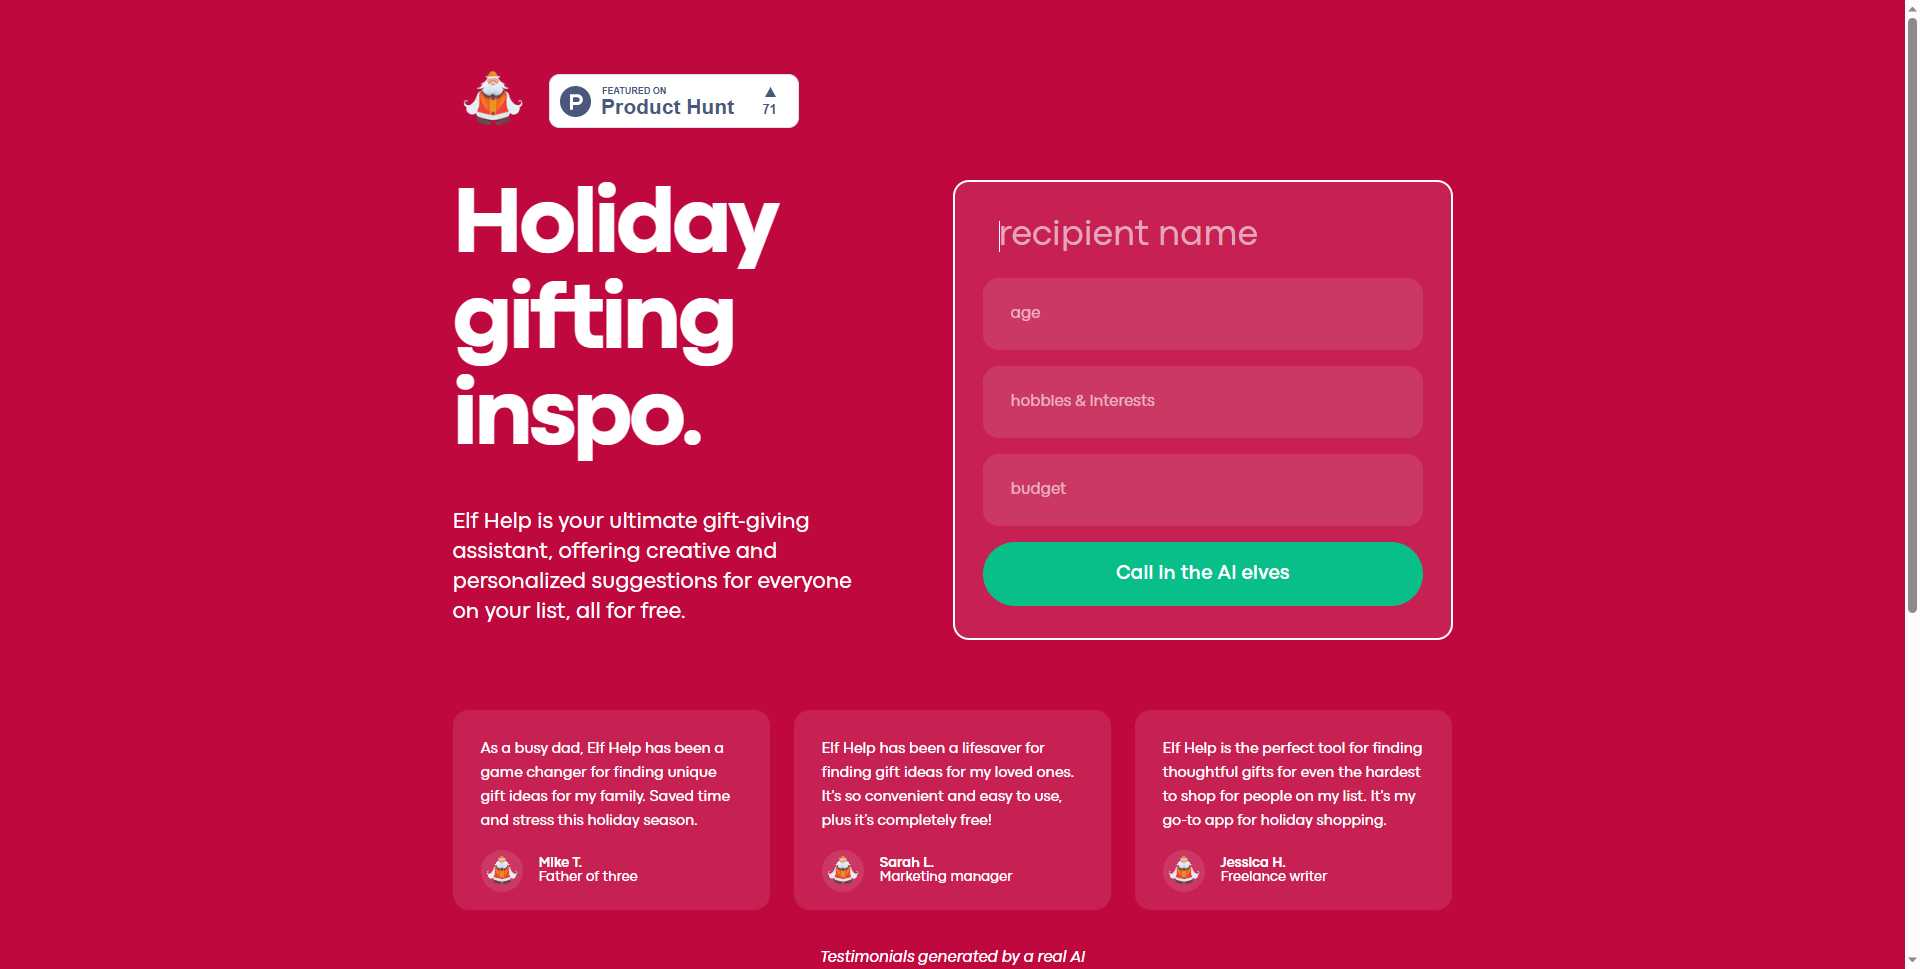 FEATURED ON
Product Hunt
71
Holiday
gifting
inspo.
Elf Help is your ultimate gift-giving
assistant, offering creative and
personalized suggestions for everyone
on your list, all for free.
recipient name
age
hobbies & interests
budget
Call in the AI elves
As a busy dad, Elf Help has been a
game changer for finding unique
gift ideas for my family. Saved time
and stress this holiday season.
Mike T.
Father of three
Elf Help has been a lifesaver for
finding gift ideas for my loved ones.
It's so convenient and easy to use,
plus it's completely free!
Sarah L.
Marketing manager
Elf Help is the perfect tool for finding
thoughtful gifts for even the hardest
to shop for people on my list. It's my
go-to app for holiday shopping.
Jessica H.
Freelance writer
Testimonials generated by a real AI